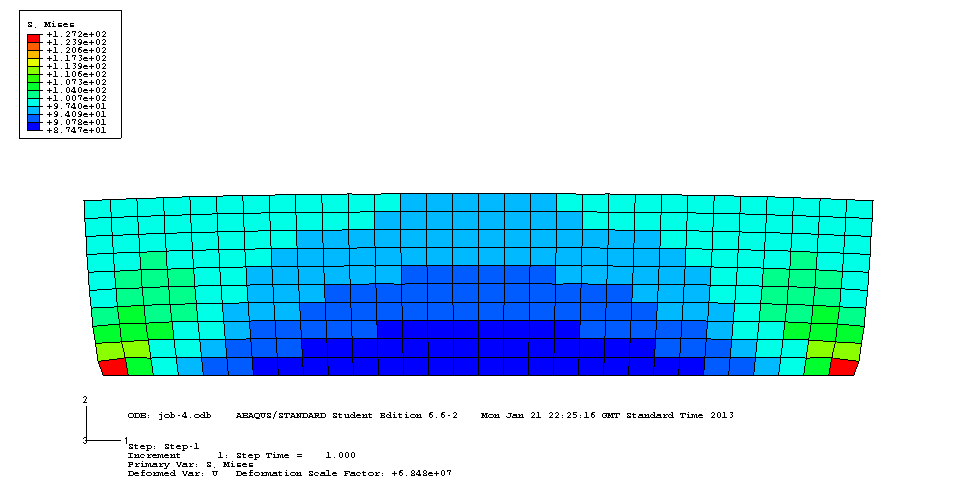 S, Mises
+1.272e+02
+1.239e+02
+1.206e+02
+1.173e+02
+1.139e+02
+1.106e+02
+1.073e+02
+1.040e+02
+1.007e+02
+9.740e+01
+9.409e+01
+9.078e+01
+8.747e+01
2
3
1
ODB: job-4.odb ABAQUS/STANDARD Student Edition 6.6-2 Mon Jan 21 22:25:16 GMT Standard Time 2013
Step: Step-1
Increment 1: Step Time = 1.000
Primary Var: S, Mises
Deformed Var: U Deformation Scale Factor: +6.848e+07